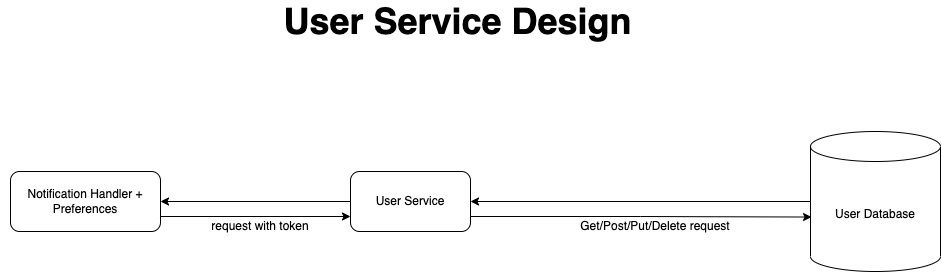 User Service Design
Notification Handler +
Preferences
User Service
User Database
request with token
Get/Post/Put/Delete request